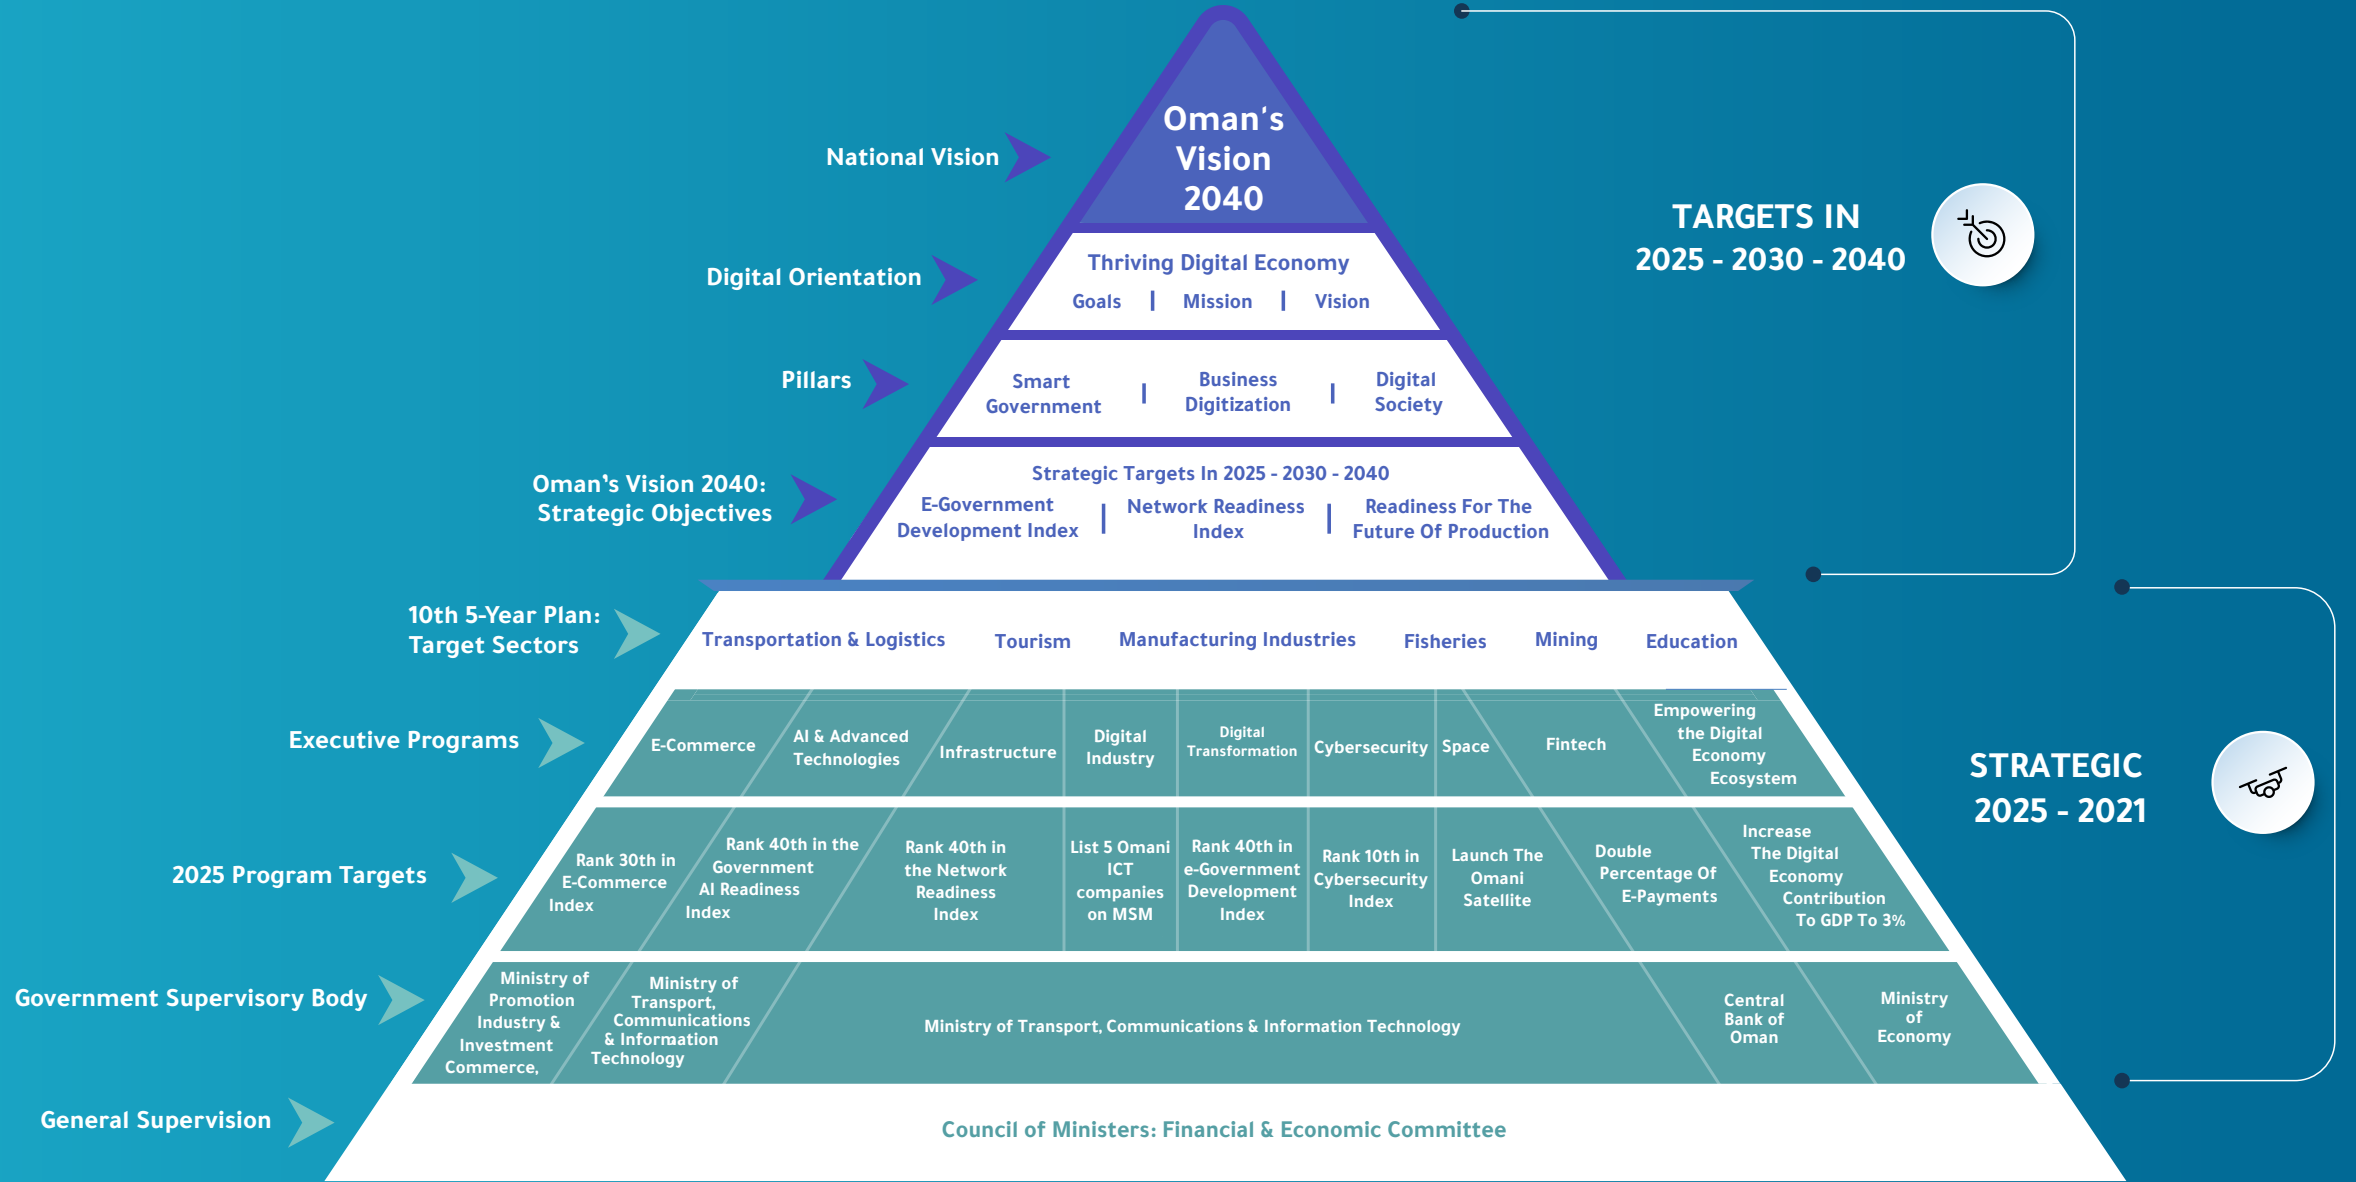 National Vision
Oman's
Vision
2040
TARGETS IN
2025 - 2030 - 2040
Digital Orientation
Thriving Digital Economy
Goals | Mission | Vision
Pillars
Smart
Government
Business
Digitization
Digital
Society
Oman's Vision 2040:
Strategic Objectives
Strategic Targets In 2025 - 2030 - 2040
E-Government
Development Index
Network Readiness
Index
Readiness For The
Future Of Production
10th 5-Year Plan:
Target Sectors
Transportation & Logistics
Tourism
Manufacturing Industries
Fisheries
Mining
Education
Executive Programs
E-Commerce
AI & Advanced
Technologies
Infrastructure
Digital
Industry
Digital
Transformation
Cybersecurity
Space
Fintech
Empowering
the Digital
Economy
Ecosystem
STRATEGIC
2025 - 2021
2025 Program Targets
Rank 30th in
E-Commerce
Index
Rank 40th in the
Government
AI Readiness
Index
Rank 40th in
the Network
Readiness
Index
List 5 Omani
ICT
companies
on MSM
Rank 40th in
e-Government
Development
Index
Rank 10th in
Cybersecurity
Index
Launch The
Omani
Satellite
Double
Percentage Of
E-Payments
Increase
The Digital
Economy
Contribution
To GDP To 3%
Government Supervisory Body
Ministry of
Promotion
Industry &
Investment
Commerce,
Ministry of
Transport,
Communications
& Information
Technology
Ministry of Transport, Communications & Information Technology
Central
Bank of
Oman
Ministry
of
Economy
General Supervision
Council of Ministers: Financial & Economic Committee